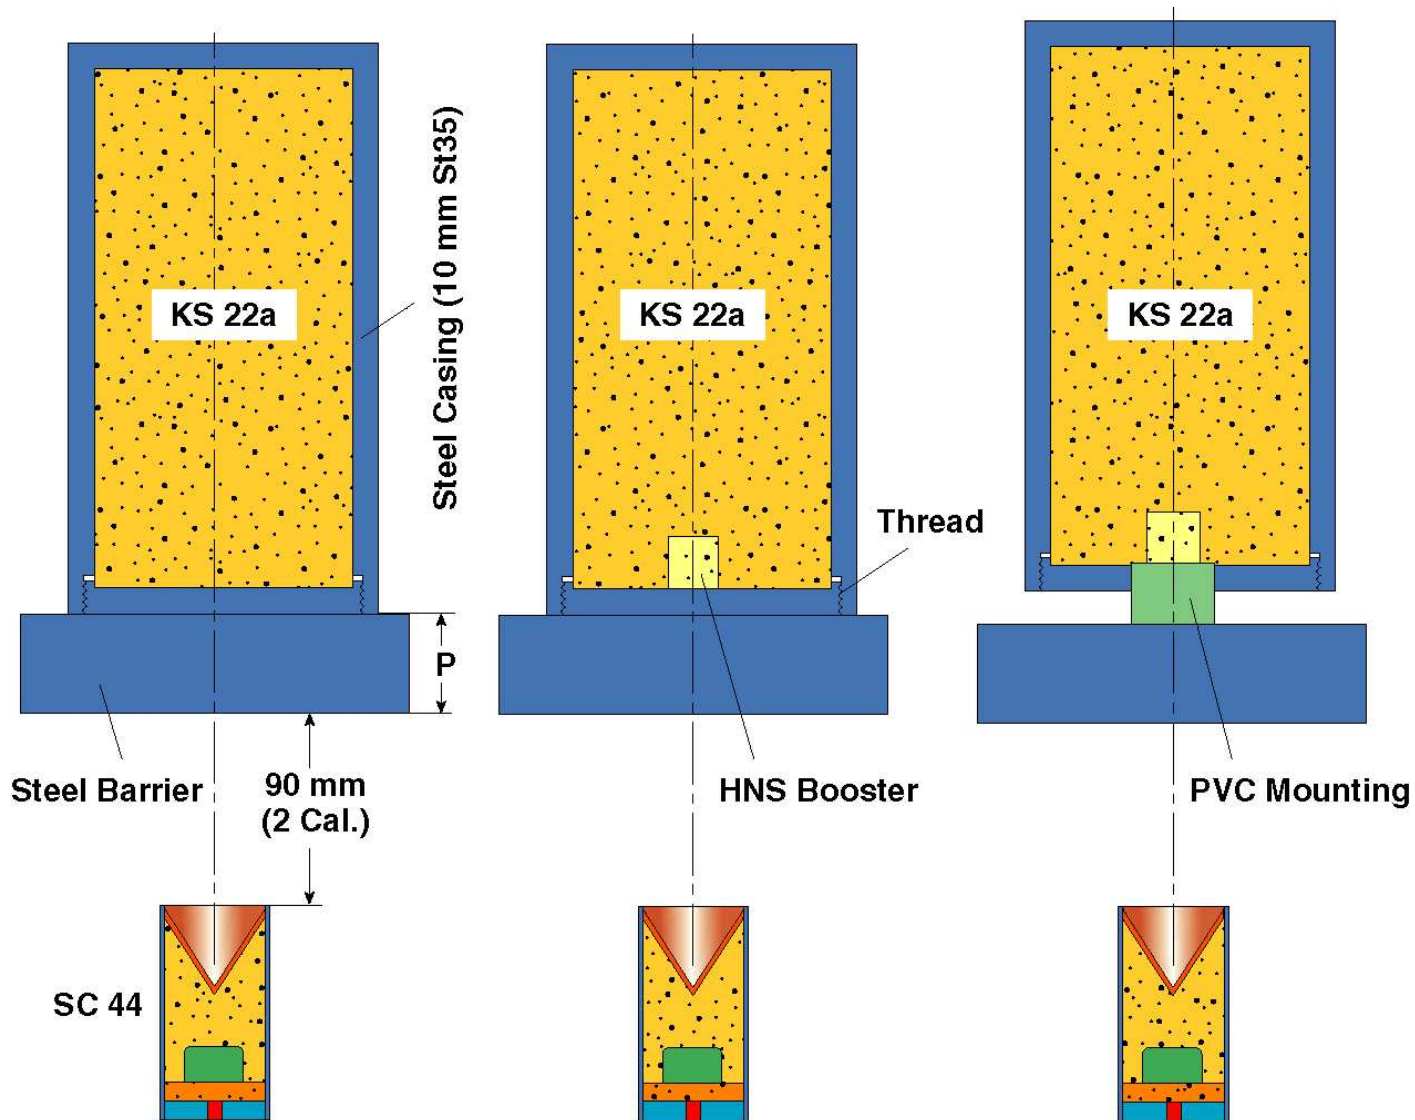 KS 22a
KS 22a
KS 22a
Steel Casing (10 mm St35)
Thread
P
Steel Barrier
90 mm
(2 Cal.)
HNS Booster
PVC Mounting
SC 44